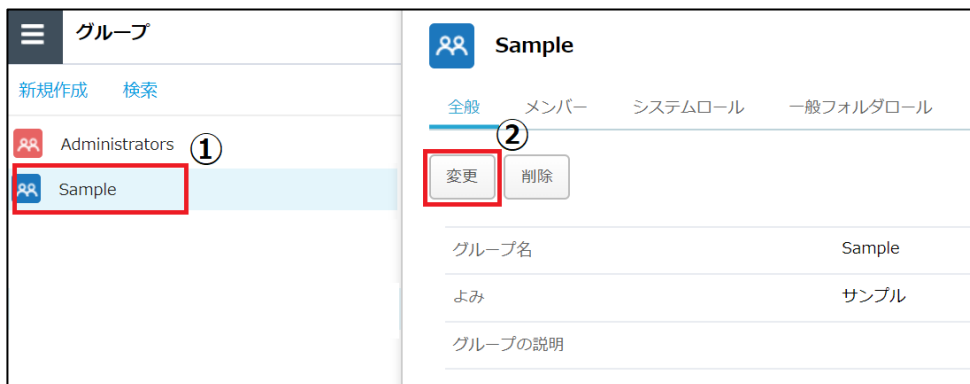 グループ
新規作成 検索
Administrators
①
Sample
Sample
全般 メンバー システムロール 一般フォルダロール
②
変更 削除
グループ名 Sample
よみ サンプル
グループの説明